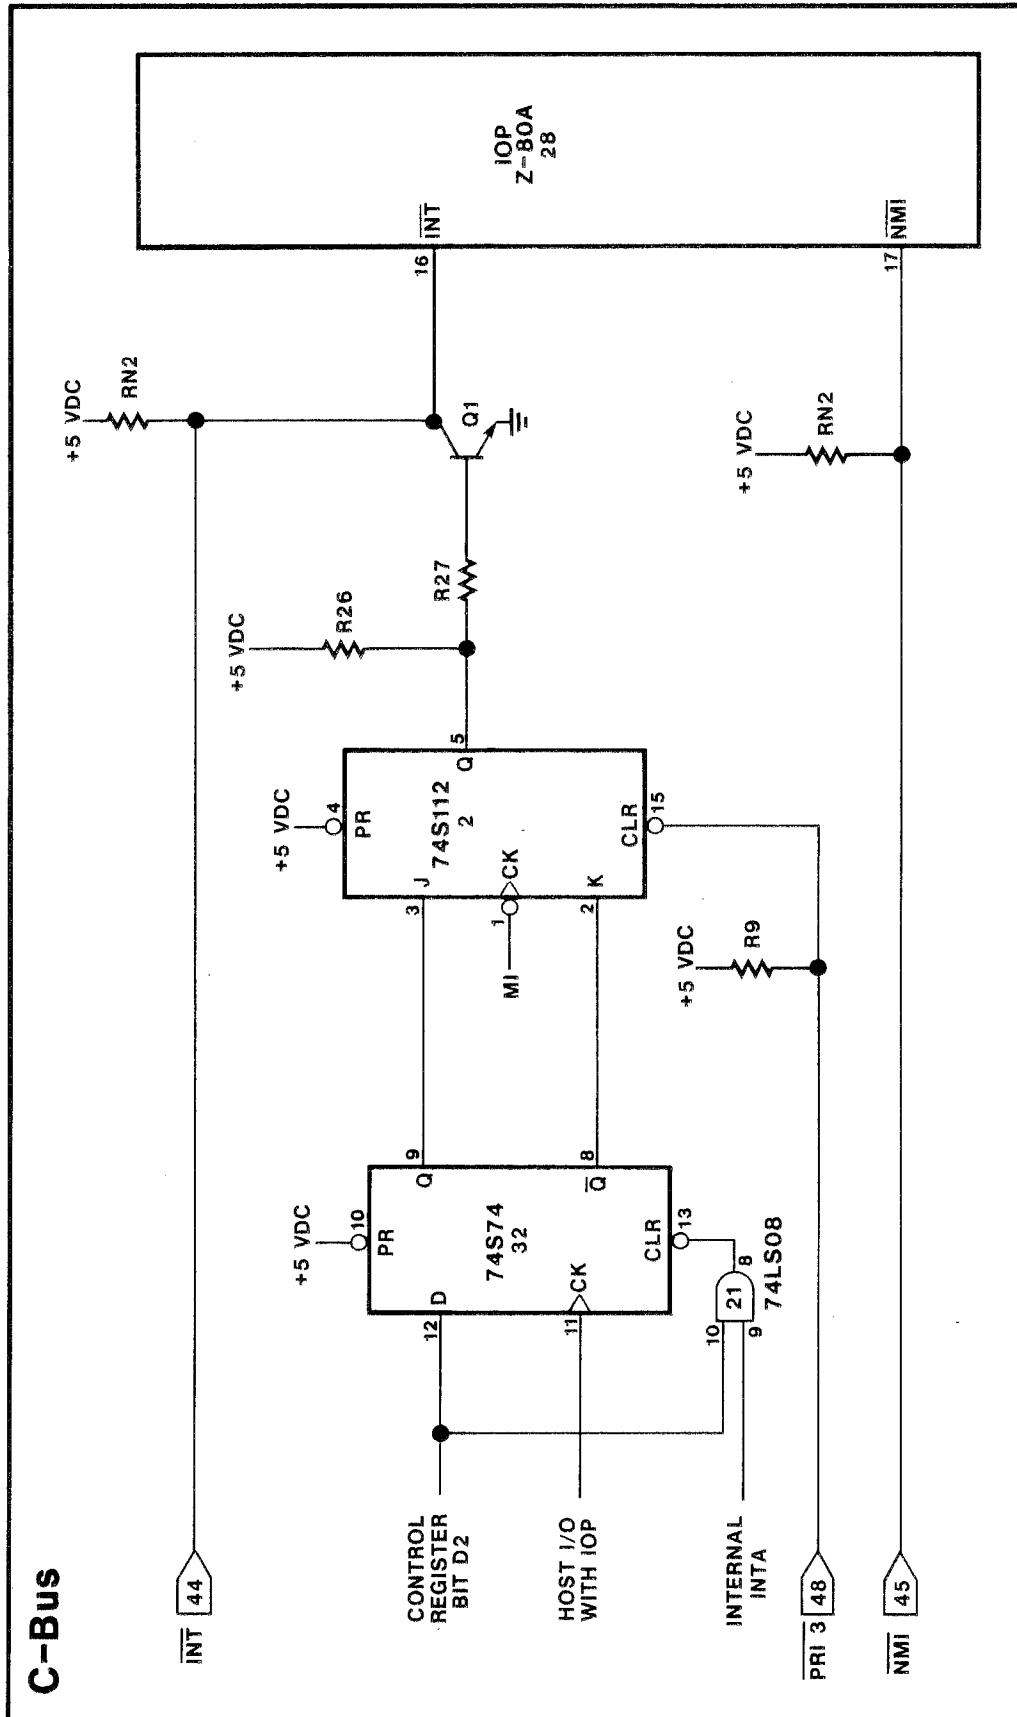 C-Bus
INT
44
+5 VDC
RN2
CONTROL
REGISTER
BIT D2
HOST I/O
WITH IOP
INTERNAL
INTA
PRI 3
48
NMI
45
12
D
11
CK
10
9
21
8
74LS08
+5 VDC
10
PR
74S74
32
CLR
13
Q
9
Q
8
+5 VDC
R9
MI
3
J
1
CK
2
K
+5 VDC
4
PR
74S112
2
CLR
15
Q
5
+5 VDC
R26
R27
Q1
+5 VDC
RN2
16
INT
17
NMI
IOP
Z-80A
28